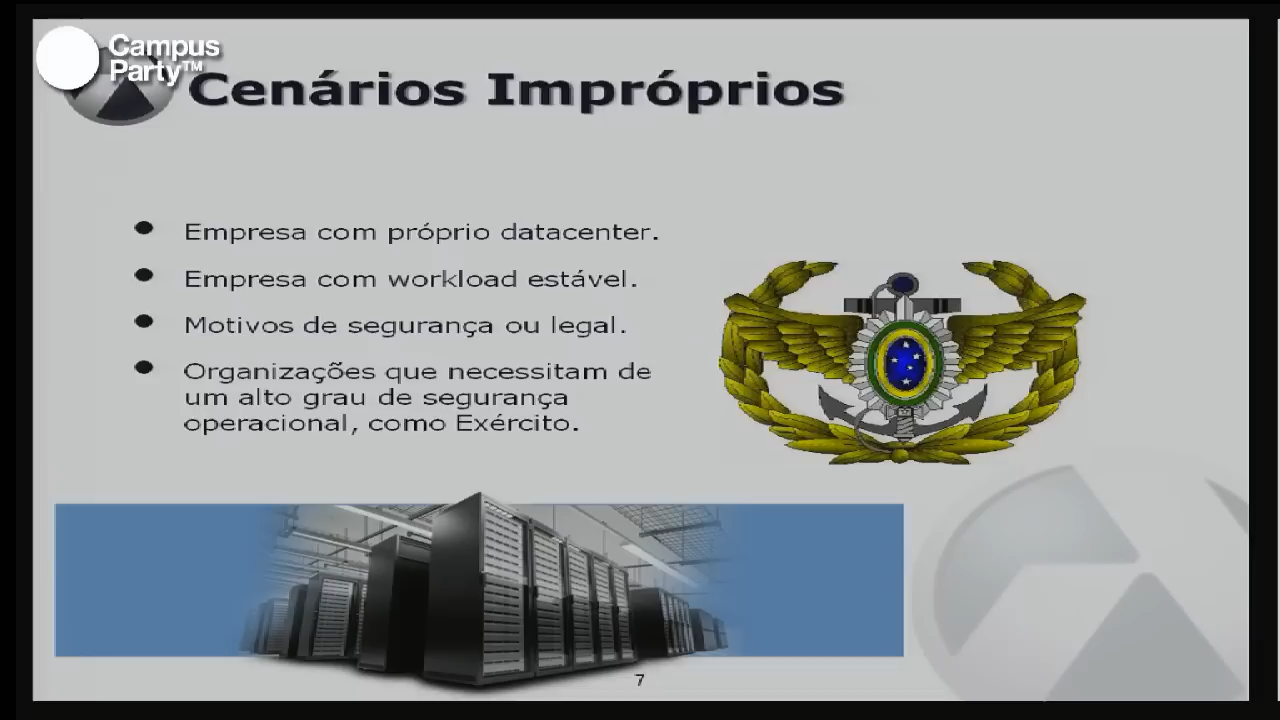 Campus
Party™
Cenários Impróprios
Empresa com próprio datacenter.
Empresa com workload estável.
Motivos de segurança ou legal.
Organizações que necessitam de
um alto grau de segurança
operacional, como Exército.
7